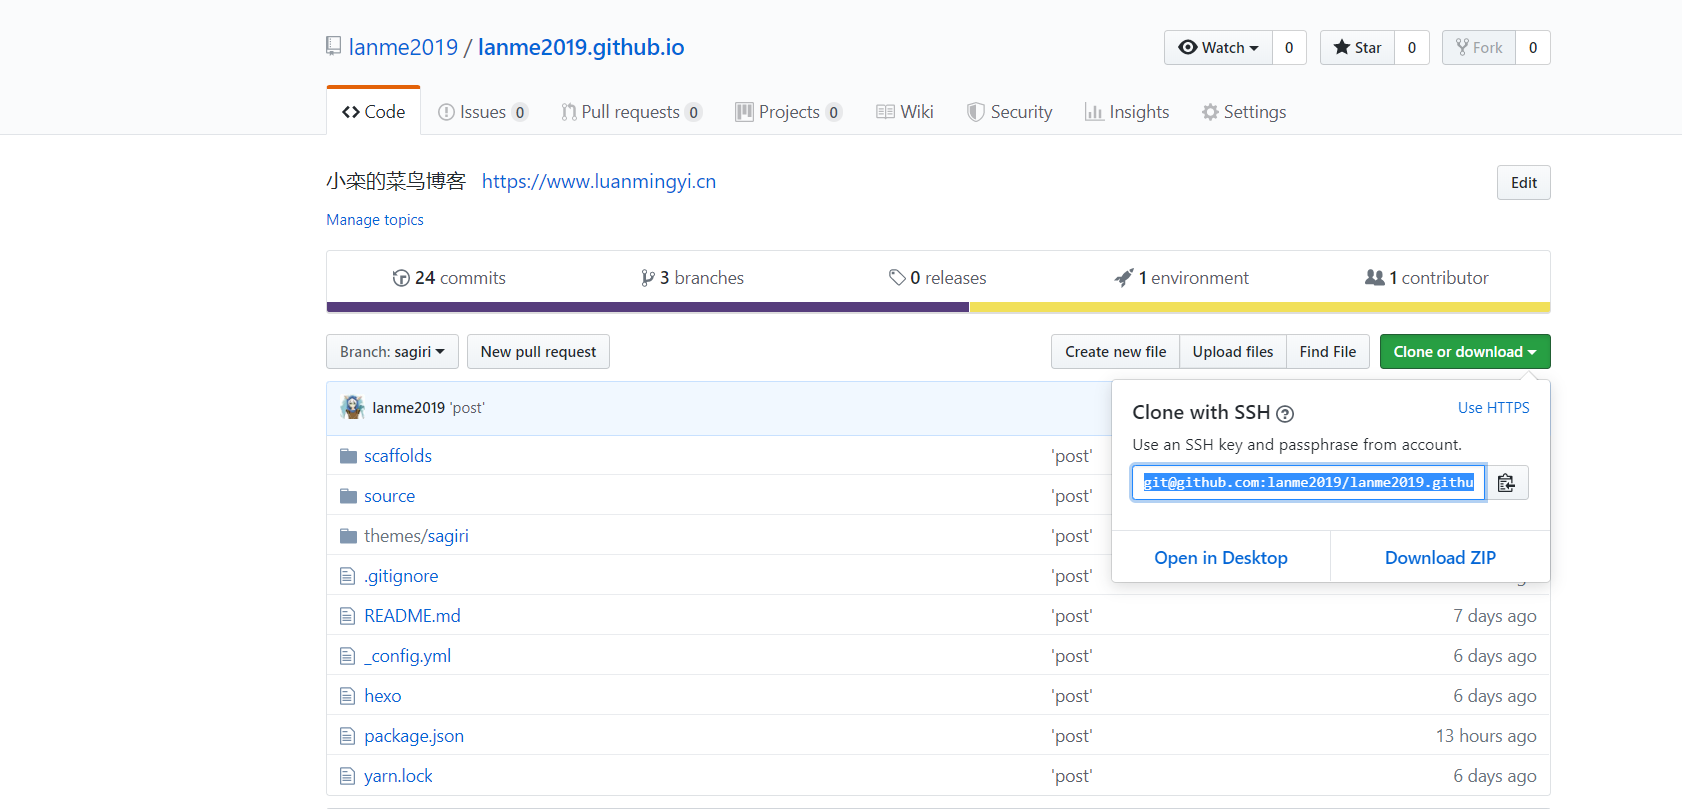 lanme2019 / lanme2019.github.io
Watch 0 Star 0 Fork 0
Code Issues 0 Pull requests 0 Projects 0 Wiki Security Insights Settings
小栾的菜鸟博客 https://www.luanmingyi.cn
Edit
Manage topics
24 commits 3 branches 0 releases 1 environment 1 contributor
Branch: sagiri New pull request Create new file Upload files Find File Clone or download
lanme2019 'post'
Clone with SSH Use HTTPS
Use an SSH key and passphrase from account.
git@github.com:lanme2019/lanme2019.githu
Open in Desktop Download ZIP
scaffolds 'post'
source 'post'
themes/sagiri 'post'
.gitignore 'post'
README.md 'post' 7 days ago
_config.yml 'post' 6 days ago
hexo 'post' 6 days ago
package.json 'post' 13 hours ago
yarn.lock 'post' 6 days ago